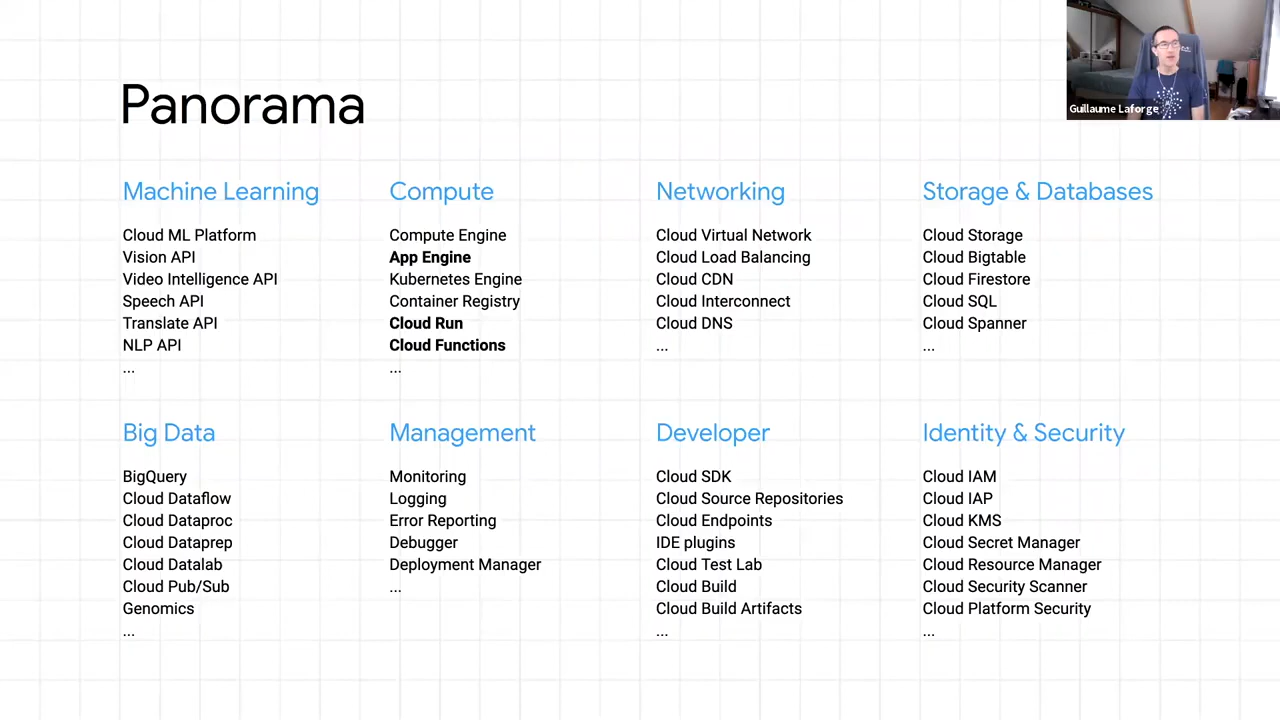 Panorama
Guillaume Laforge
Machine Learning
Cloud ML Platform
Vision API
Video Intelligence API
Speech API
Translate API
NLP API
...
Compute
Compute Engine
App Engine
Kubernetes Engine
Container Registry
Cloud Run
Cloud Functions
...
Networking
Cloud Virtual Network
Cloud Load Balancing
Cloud CDN
Cloud Interconnect
Cloud DNS
...
Storage & Databases
Cloud Storage
Cloud Bigtable
Cloud Firestore
Cloud SQL
Cloud Spanner
...
Big Data
BigQuery
Cloud Dataflow
Cloud Dataproc
Cloud Dataprep
Cloud Datalab
Cloud Pub/Sub
Genomics
...
Management
Monitoring
Logging
Error Reporting
Debugger
Deployment Manager
...
Developer
Cloud SDK
Cloud Source Repositories
Cloud Endpoints
IDE plugins
Cloud Test Lab
Cloud Build
Cloud Build Artifacts
...
Identity & Security
Cloud IAM
Cloud IAP
Cloud KMS
Cloud Secret Manager
Cloud Resource Manager
Cloud Security Scanner
Cloud Platform Security
...